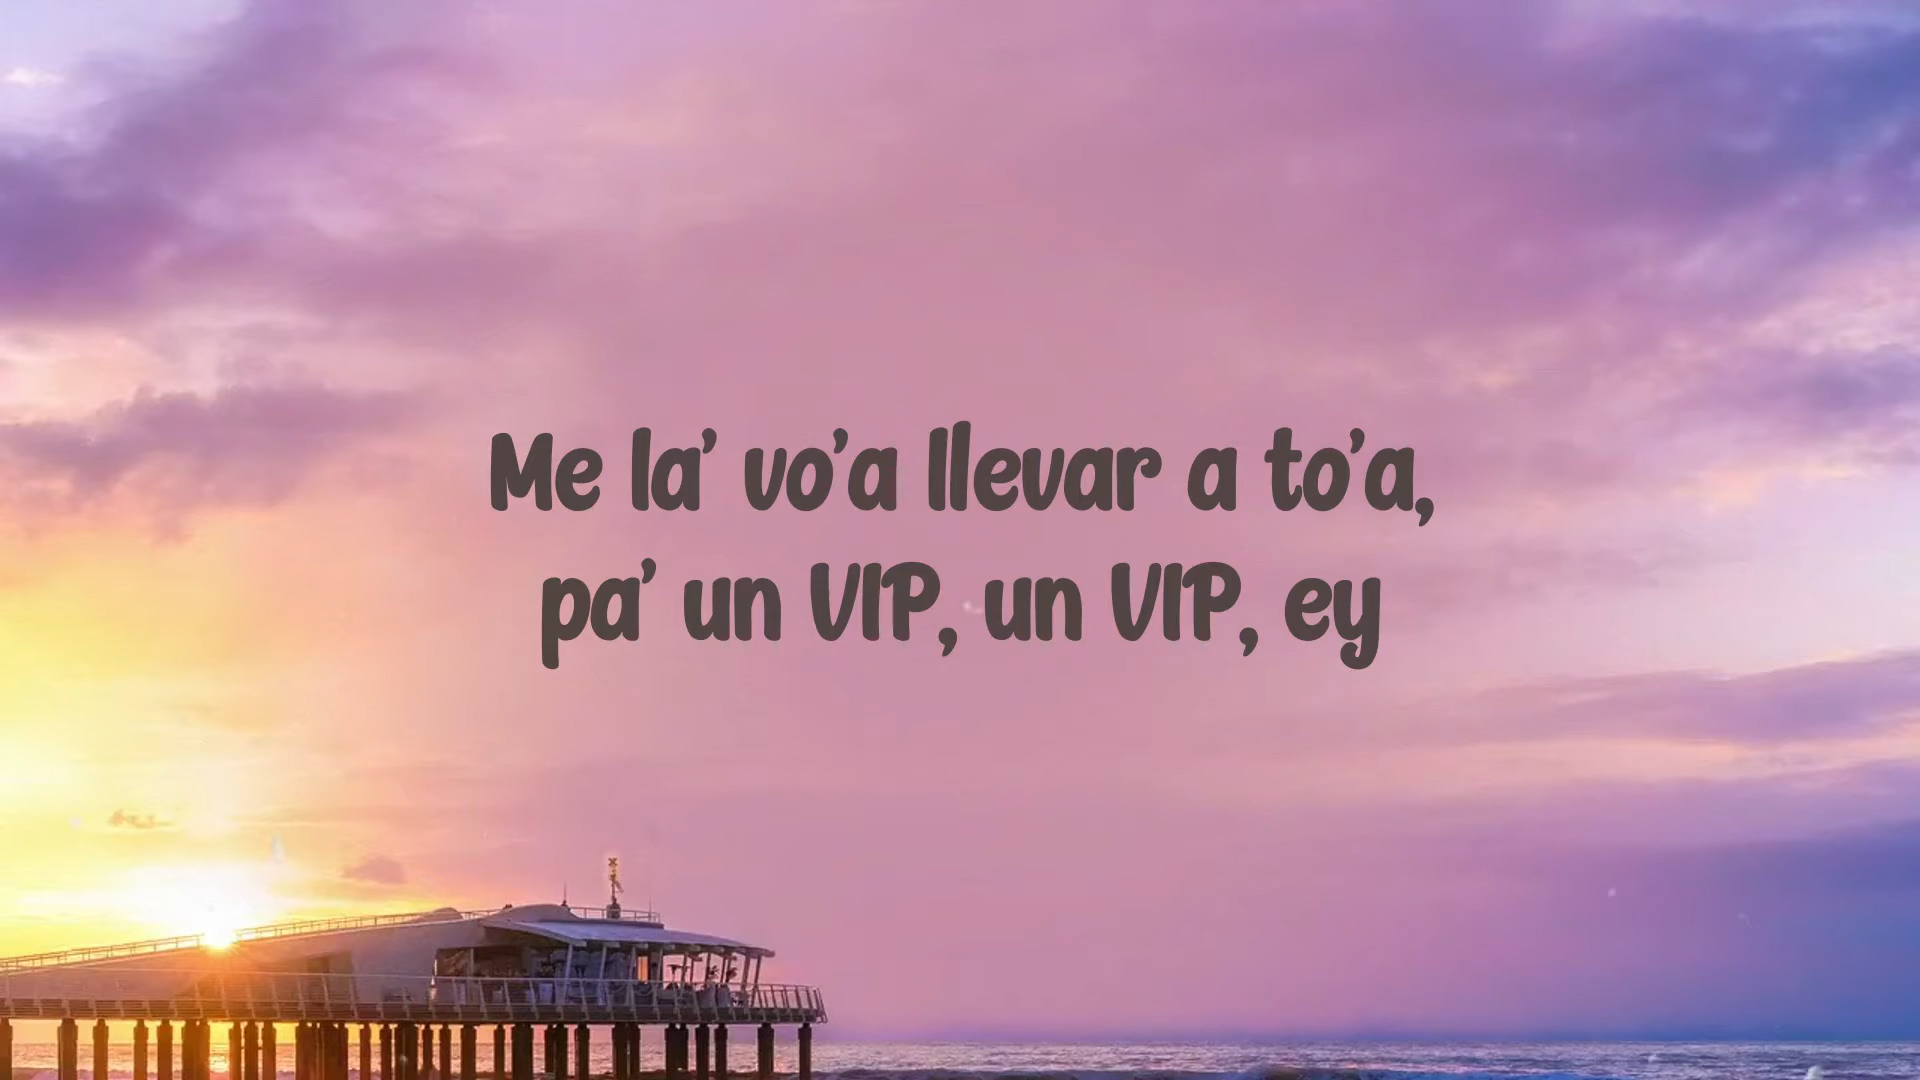 Me la’ vo’a llevar a to’a,
pa’ un VIP, un VIP, ey